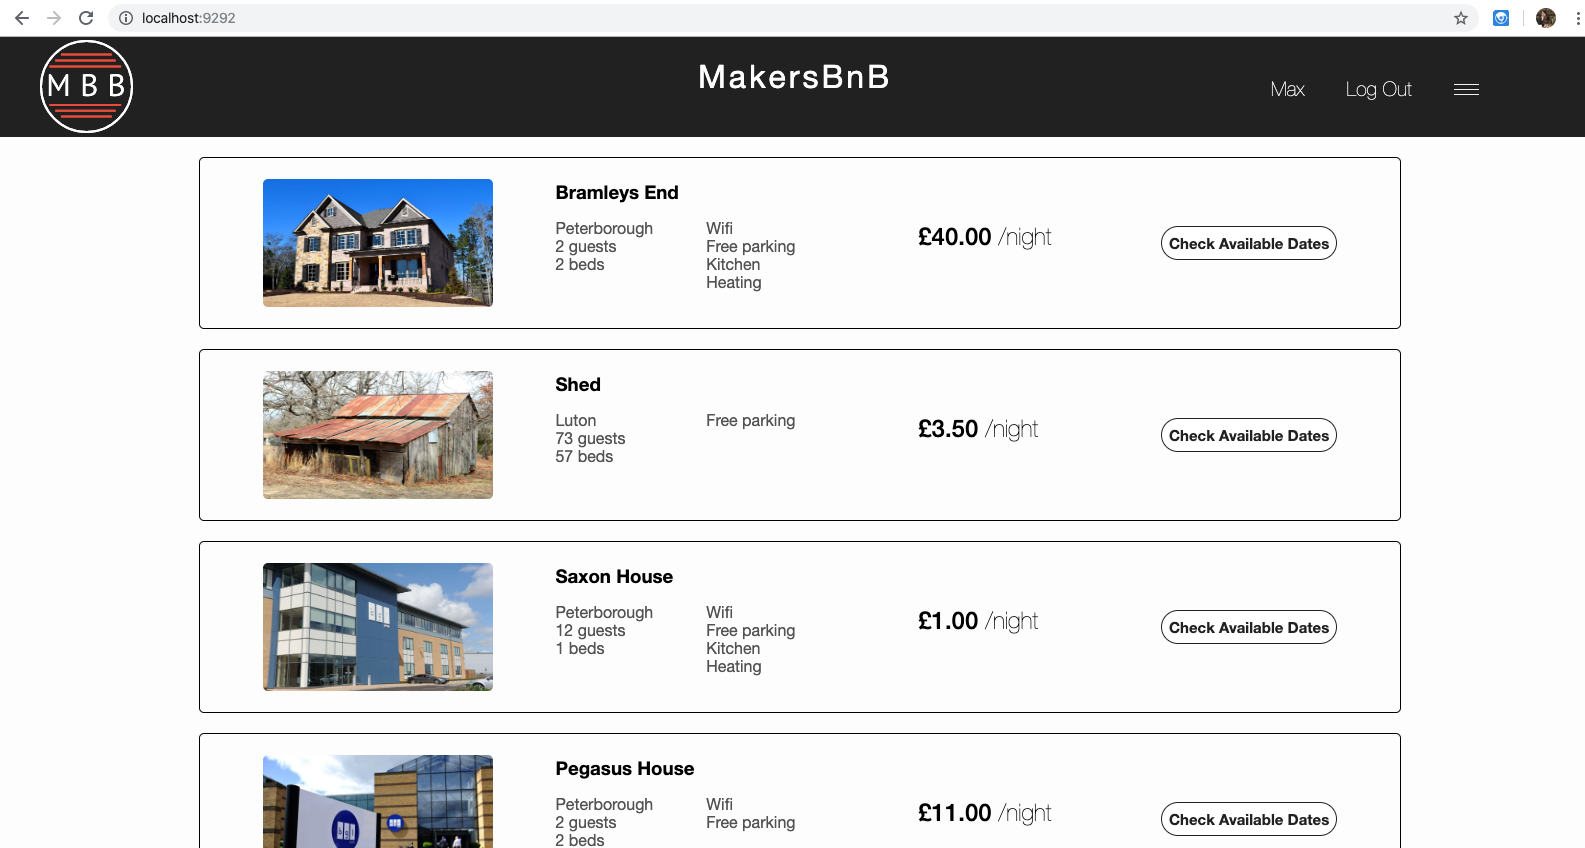 localhost:9292
MBB
MakersBnB
Max
Log Out
Bramleys End
Peterborough
2 guests
2 beds
Wifi
Free parking
Kitchen
Heating
£40.00 /night
Check Available Dates
Shed
Luton
73 guests
57 beds
Free parking
£3.50 /night
Check Available Dates
Saxon House
Peterborough
12 guests
1 beds
Wifi
Free parking
Kitchen
Heating
£1.00 /night
Check Available Dates
Pegasus House
Peterborough
2 guests
2 beds
Wifi
Free parking
£11.00 /night
Check Available Dates